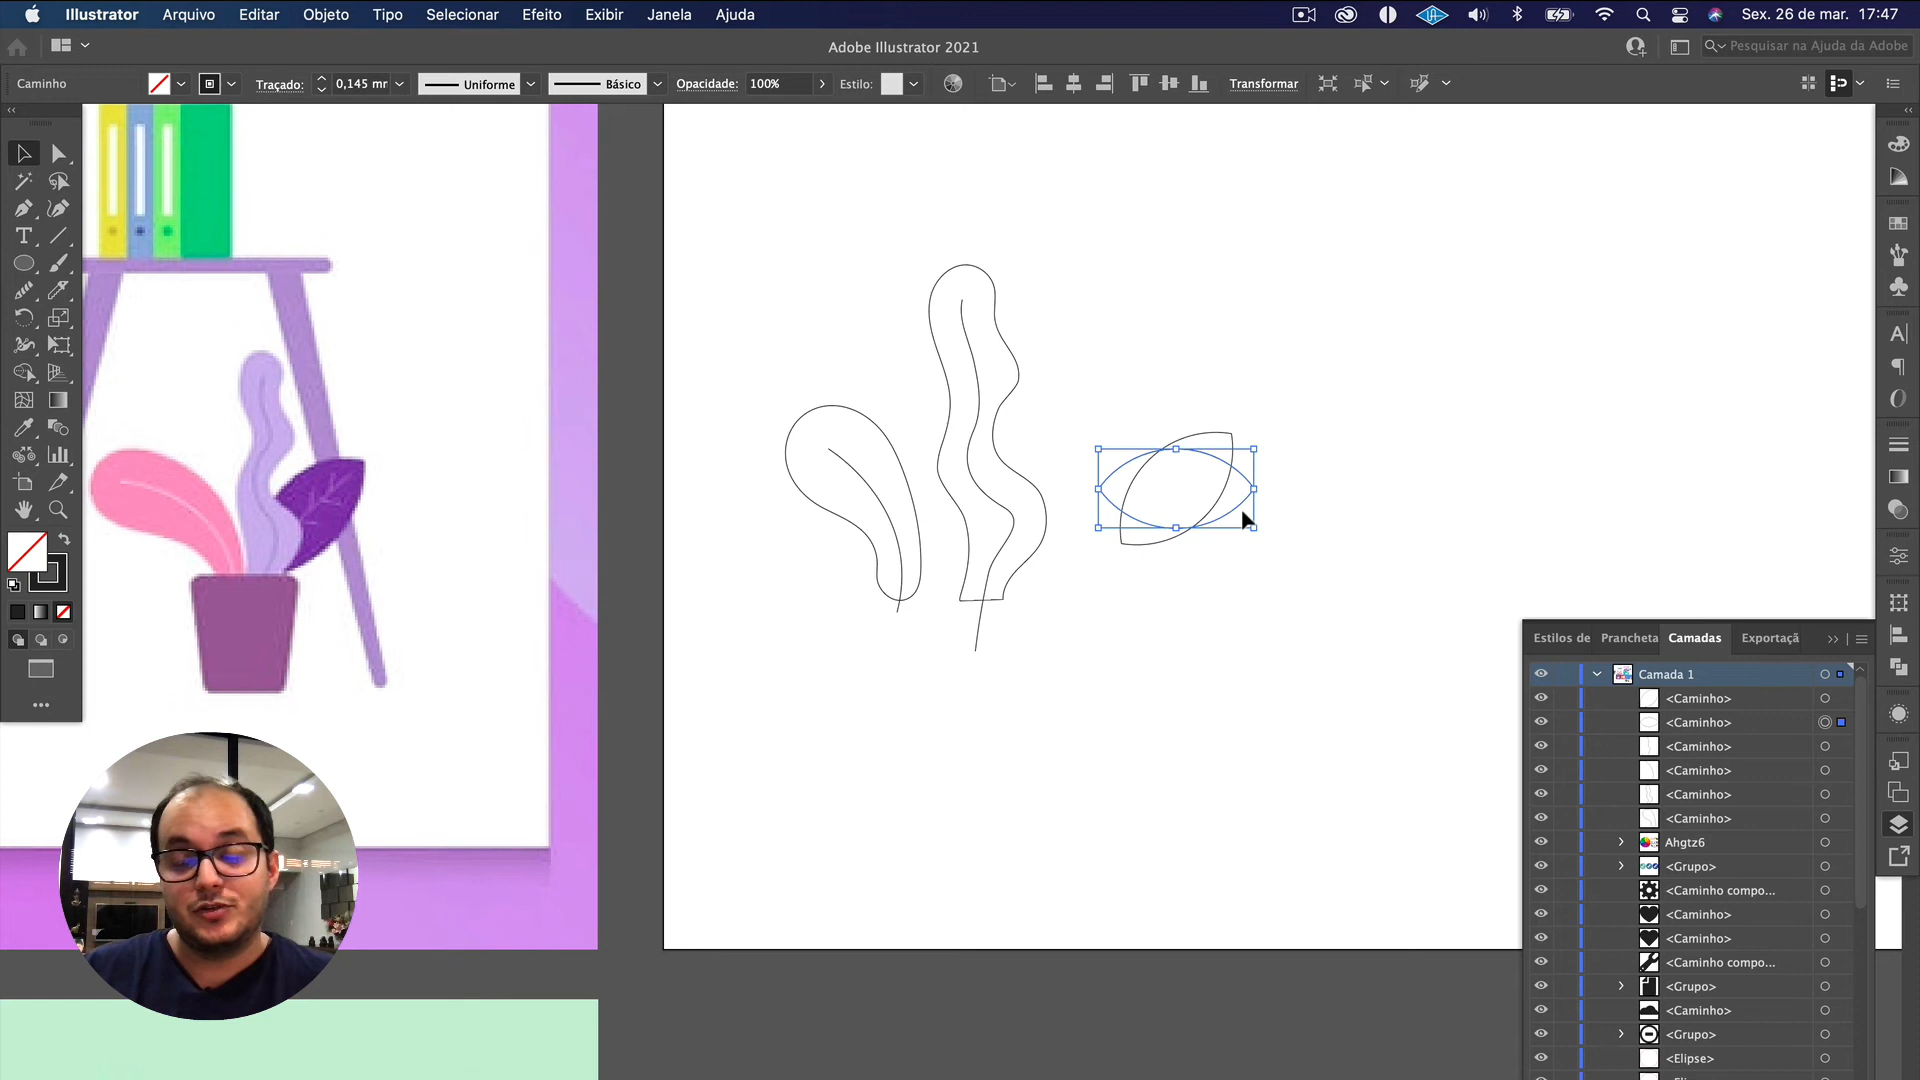 Illustrator Arquivo Editar Objeto Tipo Selecionar Efeito Exibir Janela Ajuda Sex. 26 de mar. 17:47
Adobe Illustrator 2021 Pesquisar na Ajuda da Adobe
Caminho Traçado: 0,145 mr Uniforme Básico Opacidade: 100% Estilo: Transformar
Estilos de Prancheta Camadas Exportaçã
Camada 1
<Caminho>
<Caminho>
<Caminho>
<Caminho>
<Caminho>
<Caminho>
Ahgtz6
<Grupo>
<Caminho compo...
<Caminho>
<Caminho>
<Caminho compo...
<Grupo>
<Caminho>
<Grupo>
<Elipse>